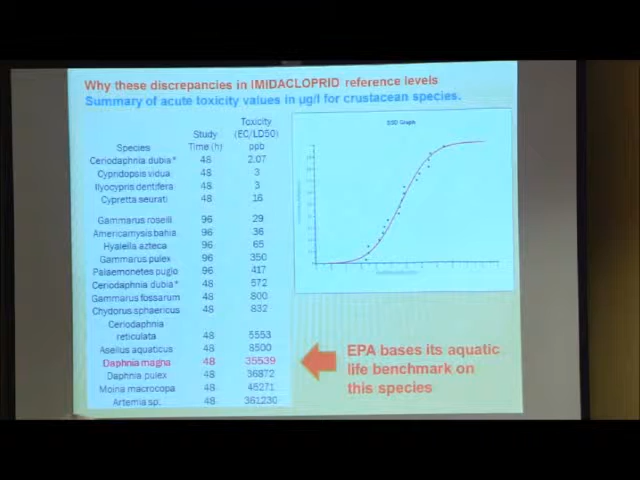 Why these discrepancies in IMIDACLOPRID reference levels
Summary of acute toxicity values in µg/l for crustacean species.
Species Study Time (h) Toxicity (EC/LD50) ppb
Ceriodaphnia dubia* 48 2.07
Cypridopsis vidua 48 3
Ilyocypris dentifera 48 3
Cypretta seurati 48 16
Gammarus roselli 96 29
Americamysis bahia 96 36
Hyalella azteca 96 65
Gammarus pulex 96 350
Palaemonetes pugio 96 417
Ceriodaphnia dubia* 48 572
Gammarus fossarum 48 800
Chydorus sphaericus 48 832
Ceriodaphnia
reticulata 48 5553
Asellus aquaticus 48 8500
Daphnia magna 48 35539
Daphnia pulex 48 36872
Moina macrocopa 48 45271
Artemia sp. 48 361230
SSD Graph
EPA bases its aquatic
life benchmark on
this species